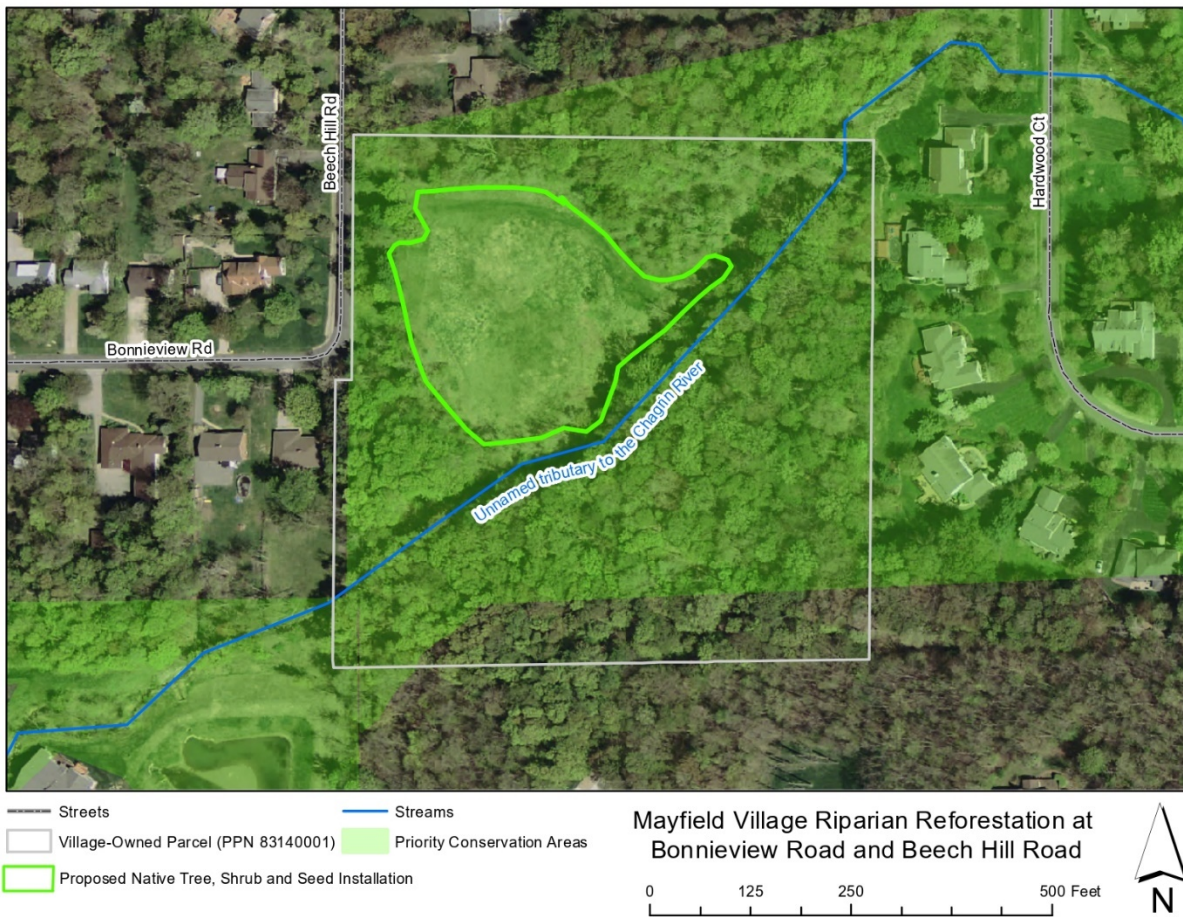 Beech Hill Rd
Hardwood Ct
Bonnieview Rd
Unnamed tributary to the Chagrin River
Streets
Streams
Village-Owned Parcel (PPN 83140001)
Priority Conservation Areas
Proposed Native Tree, Shrub and Seed Installation
Mayfield Village Riparian Reforestation at
Bonnieview Road and Beech Hill Road
0 125 250 500 Feet
N